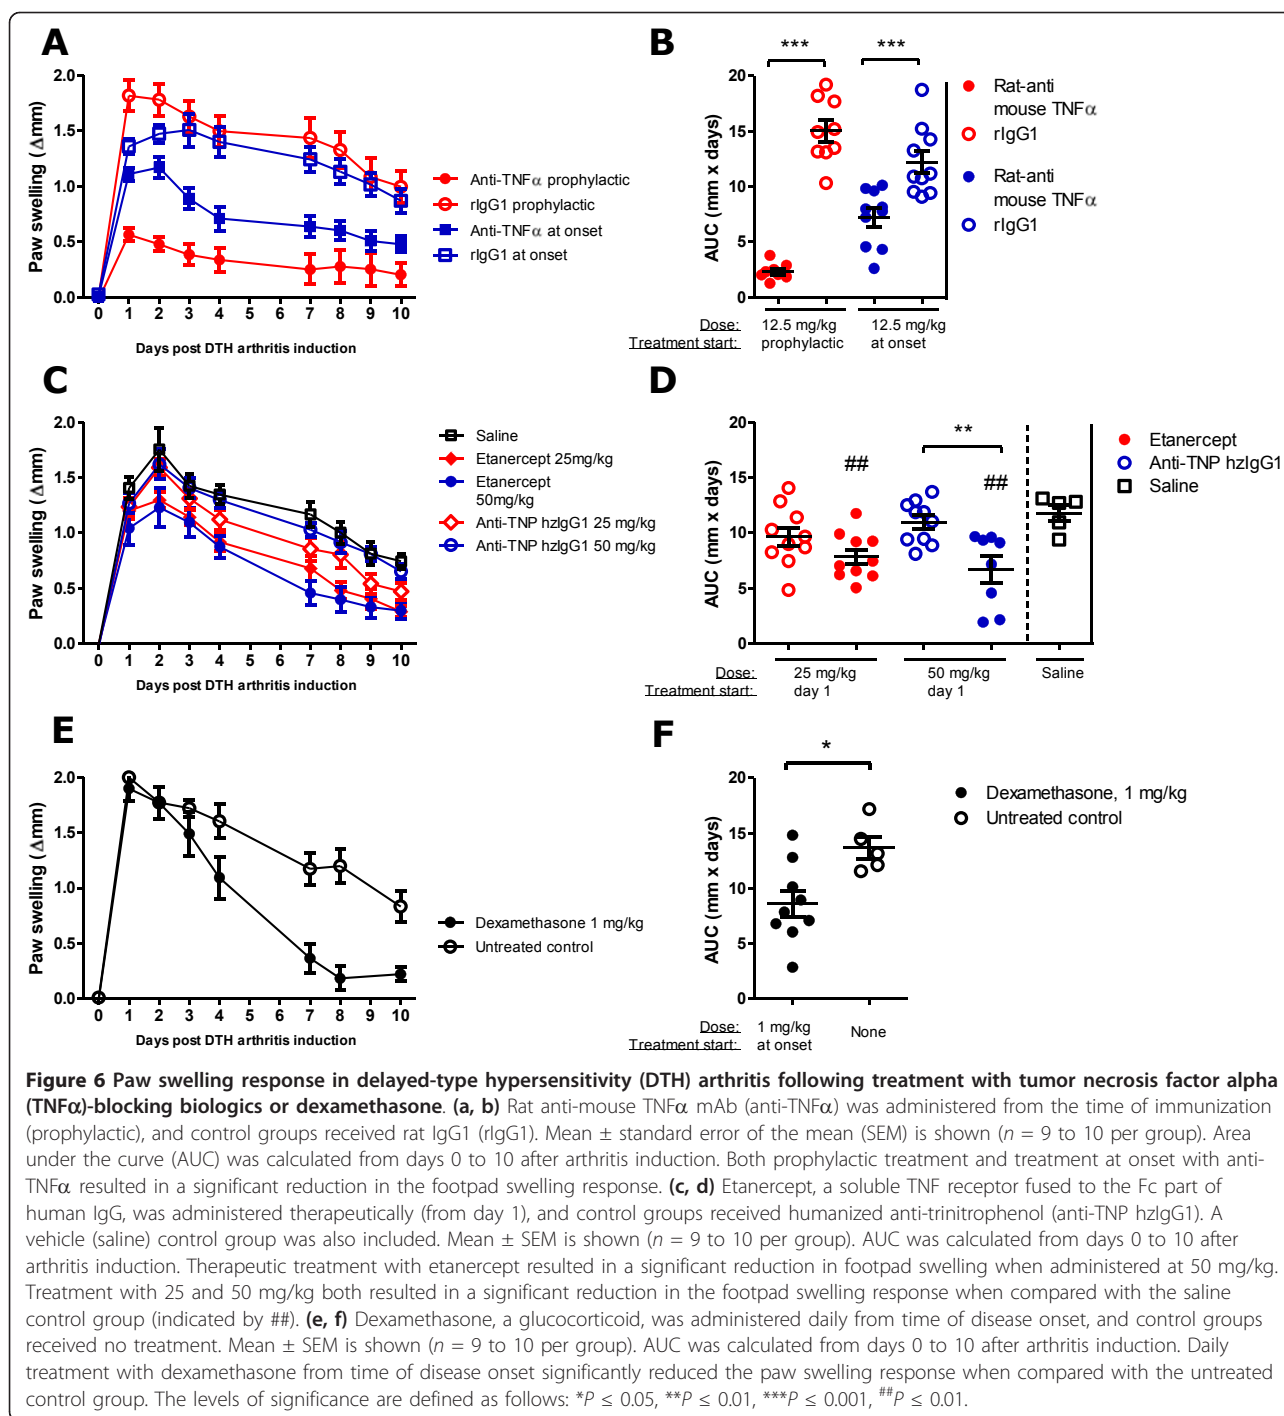 A
2.0
1.5
1.0
0.5
0.0
Paw swelling (Δmm)
0 1 2 3 4 5 6 7 8 9 10
Days post DTH arthritis induction
Anti-TNFα prophylactic
rIgG1 prophylactic
Anti-TNFα at onset
rIgG1 at onset
B
*** ***
20
15
10
5
0
AUC (mm x days)
Dose: 12.5 mg/kg 12.5 mg/kg
Treatment start: prophylactic at onset
Rat-anti
mouse TNFα
rIgG1
Rat-anti
mouse TNFα
rIgG1
C
2.0
1.5
1.0
0.5
0.0
Paw swelling (Δmm)
0 1 2 3 4 5 6 7 8 9 10
Days post DTH arthritis induction
Saline
Etanercept 25mg/kg
Etanercept
50mg/kg
Anti-TNP hzIgG1 25 mg/kg
Anti-TNP hzIgG1 50 mg/kg
D
20
15
10
5
0
AUC (mm x days)
## ** ##
Dose: 25 mg/kg 50 mg/kg Saline
Treatment start: day 1 day 1
Etanercept
Anti-TNP hzIgG1
Saline
E
2.0
1.5
1.0
0.5
0.0
Paw swelling (Δmm)
0 1 2 3 4 5 6 7 8 9 10
Days post DTH arthritis induction
Dexamethasone 1 mg/kg
Untreated control
F
*
20
15
10
5
0
AUC (mm x days)
Dose: 1 mg/kg None
Treatment start: at onset
Dexamethasone, 1 mg/kg
Untreated control
Figure 6 Paw swelling response in delayed-type hypersensitivity (DTH) arthritis following treatment with tumor necrosis factor alpha
(TNFα)-blocking biologics or dexamethasone. (a, b) Rat anti-mouse TNFα mAb (anti-TNFα) was administered from the time of immunization
(prophylactic), and control groups received rat IgG1 (rIgG1). Mean ± standard error of the mean (SEM) is shown (n = 9 to 10 per group). Area
under the curve (AUC) was calculated from days 0 to 10 after arthritis induction. Both prophylactic treatment and treatment at onset with anti-
TNFα resulted in a significant reduction in the footpad swelling response. (c, d) Etanercept, a soluble TNF receptor fused to the Fc part of
human IgG, was administered therapeutically (from day 1), and control groups received humanized anti-trinitrophenol (anti-TNP hzIgG1). A
vehicle (saline) control group was also included. Mean ± SEM is shown (n = 9 to 10 per group). AUC was calculated from days 0 to 10 after
arthritis induction. Therapeutic treatment with etanercept resulted in a significant reduction in footpad swelling when administered at 50 mg/kg.
Treatment with 25 and 50 mg/kg both resulted in a significant reduction in the footpad swelling response when compared with the saline
control group (indicated by ##). (e, f) Dexamethasone, a glucocorticoid, was administered daily from time of disease onset, and control groups
received no treatment. Mean ± SEM is shown (n = 9 to 10 per group). AUC was calculated from days 0 to 10 after arthritis induction. Daily
treatment with dexamethasone from time of disease onset significantly reduced the paw swelling response when compared with the untreated
control group. The levels of significance are defined as follows: *P ≤ 0.05, **P ≤ 0.01, ***P ≤ 0.001, ##P ≤ 0.01.